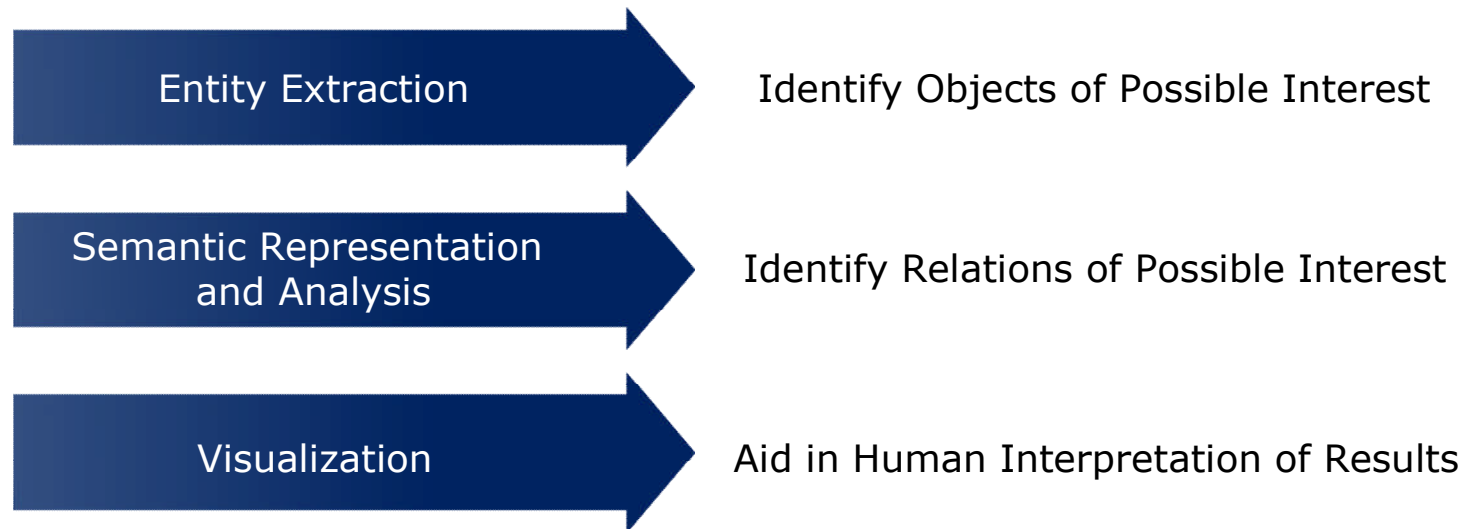 Entity Extraction
Identify Objects of Possible Interest
Semantic Representation
and Analysis
Identify Relations of Possible Interest
Visualization
Aid in Human Interpretation of Results